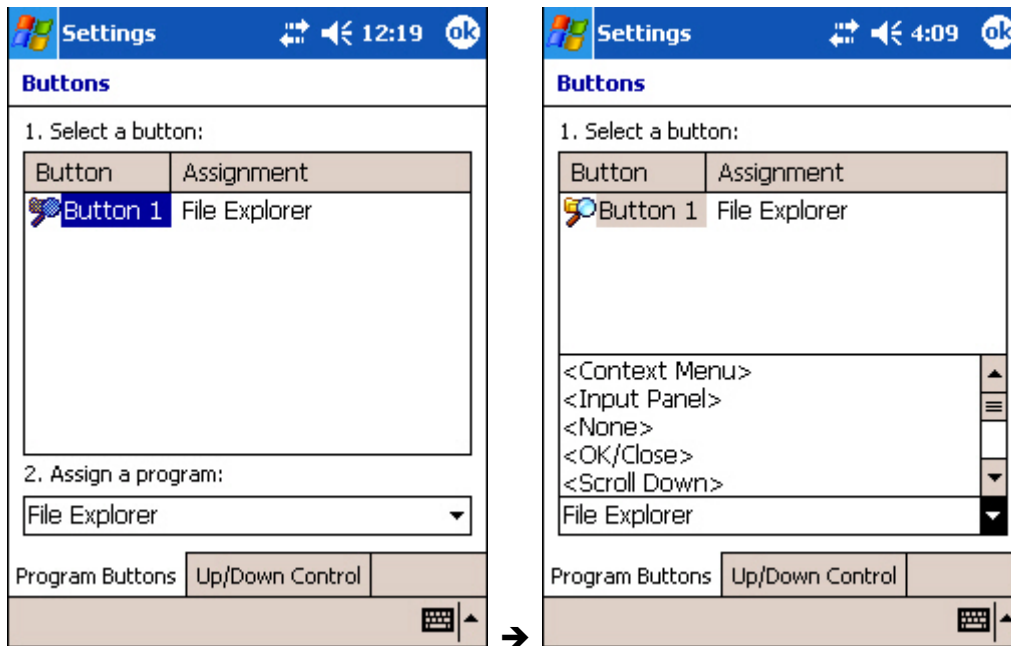 Settings 12:19 ok
Buttons
1. Select a button:
Button Assignment
Button 1 File Explorer
2. Assign a program:
File Explorer
Program Buttons Up/Down Control
Settings 4:09 ok
Buttons
1. Select a button:
Button Assignment
Button 1 File Explorer
<Context Menu>
<Input Panel>
<None>
<OK/Close>
<Scroll Down>
File Explorer
Program Buttons Up/Down Control